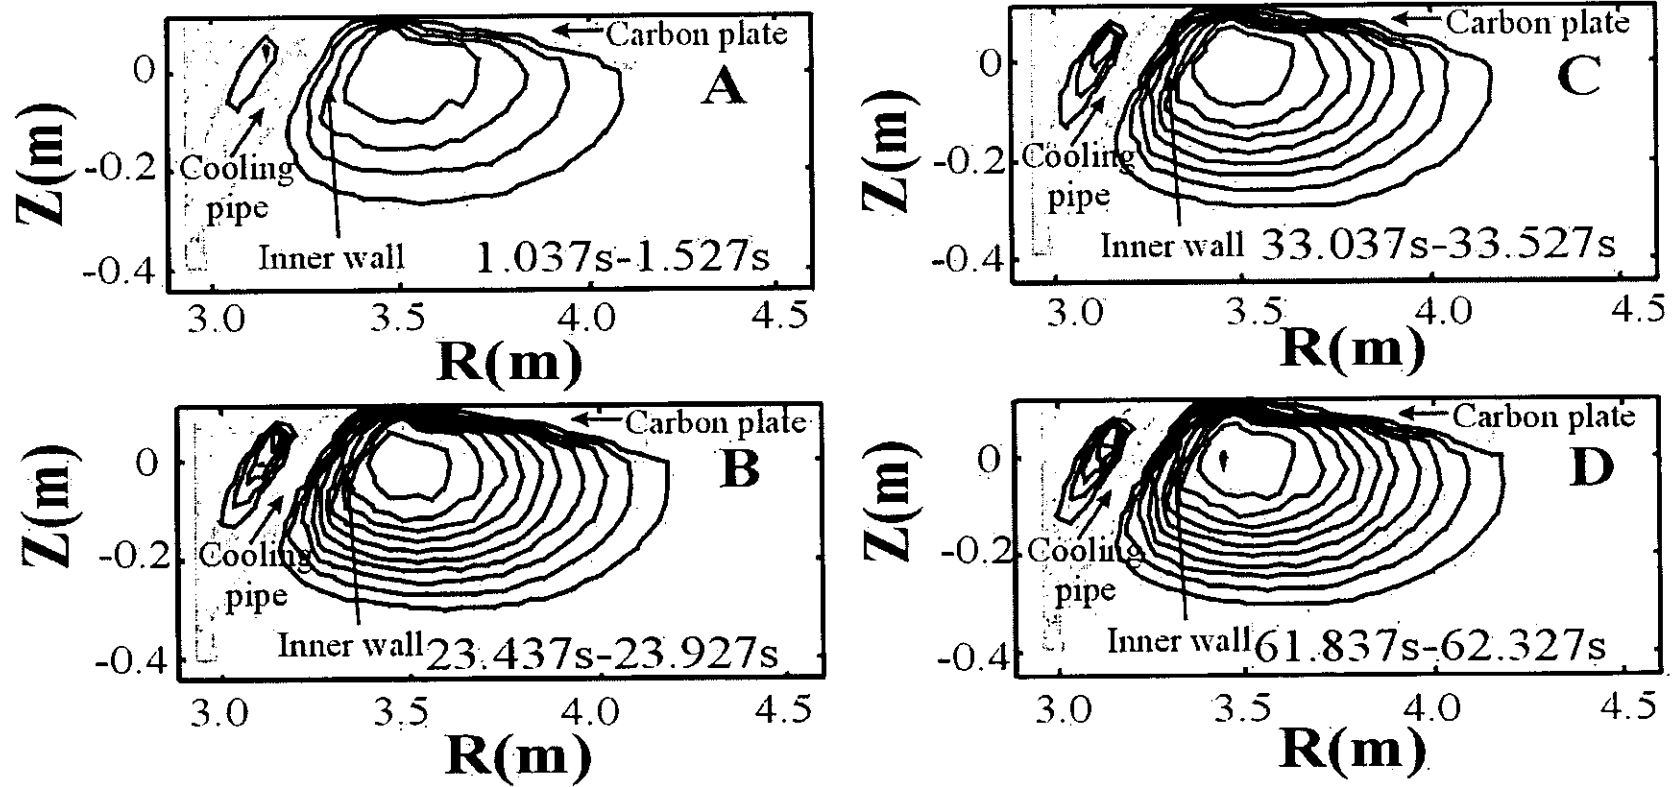 Carbon plate
A
0
-0.2
-0.4
Z(m)
Cooling
pipe
Inner wall
1.037s-1.527s
3.0
3.5
4.0
4.5
R(m)
Carbon plate
C
0
-0.2
-0.4
Z(m)
Cooling
pipe
Inner wall
33.037s-33.527s
3.0
3.5
4.0
4.5
R(m)
Carbon plate
B
0
-0.2
-0.4
Z(m)
Cooling
pipe
Inner wall
23.437s-23.927s
3.0
3.5
4.0
4.5
R(m)
Carbon plate
D
0
-0.2
-0.4
Z(m)
Cooling
pipe
Inner wall
61.837s-62.327s
3.0
3.5
4.0
4.5
R(m)